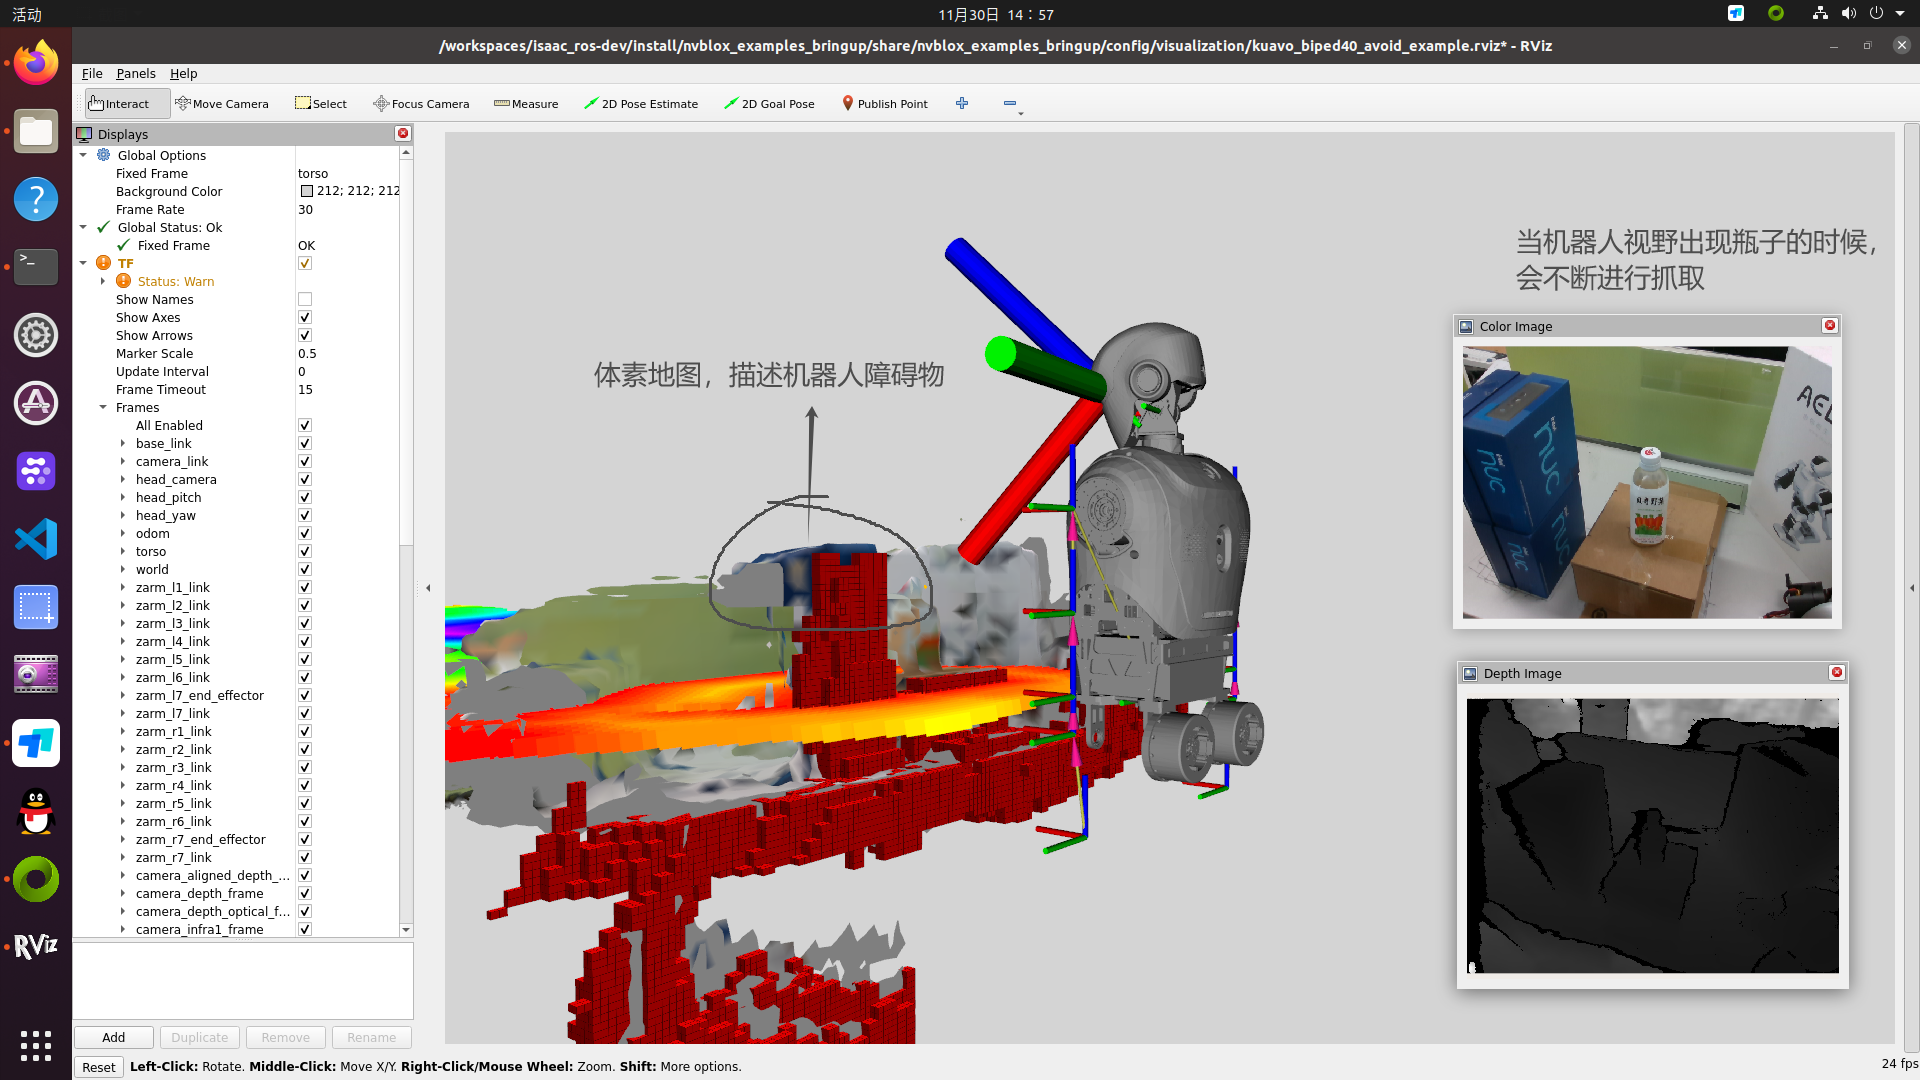 活动
11月30日 14：57
/workspaces/isaac_ros-dev/install/nvblox_examples_bringup/share/nvblox_examples_bringup/config/visualization/kuavo_biped40_avoid_example.rviz* - RViz
File Panels Help
Interact Move Camera Select Focus Camera Measure 2D Pose Estimate 2D Goal Pose Publish Point
Displays
Global Options
Fixed Frame torso
Background Color 212; 212; 212
Frame Rate 30
Global Status: Ok
Fixed Frame OK
TF
Status: Warn
Show Names
Show Axes
Show Arrows
Marker Scale 0.5
Update Interval 0
Frame Timeout 15
Frames
All Enabled
base_link
camera_link
head_camera
head_pitch
head_yaw
odom
torso
world
zarm_l1_link
zarm_l2_link
zarm_l3_link
zarm_l4_link
zarm_l5_link
zarm_l6_link
zarm_l7_end_effector
zarm_l7_link
zarm_r1_link
zarm_r2_link
zarm_r3_link
zarm_r4_link
zarm_r5_link
zarm_r6_link
zarm_r7_end_effector
zarm_r7_link
camera_aligned_depth_...
camera_depth_frame
camera_depth_optical_f...
camera_infra1_frame
Add Duplicate Remove Rename
Reset Left-Click: Rotate. Middle-Click: Move X/Y. Right-Click/Mouse Wheel: Zoom. Shift: More options.
24 fps
体素地图，描述机器人障碍物
当机器人视野出现瓶子的时候，
会不断进行抓取
Color Image
nuc
nuc
nuc
AEL
Depth Image
RViz